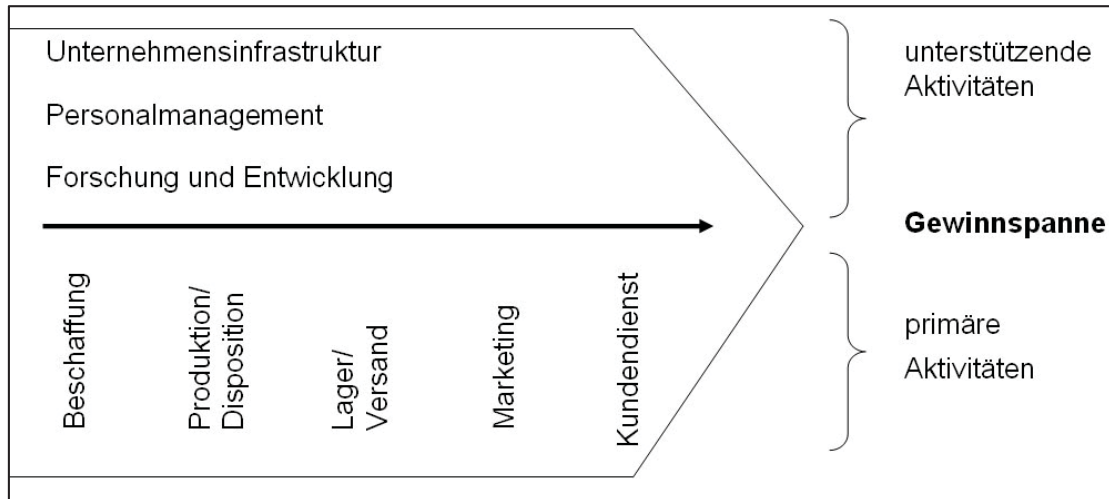 Unternehmensinfrastruktur
Personalmanagement
Forschung und Entwicklung
unterstützende
Aktivitäten
Gewinnspanne
Beschaffung
Produktion/
Disposition
Lager/
Versand
Marketing
Kundendienst
primäre
Aktivitäten